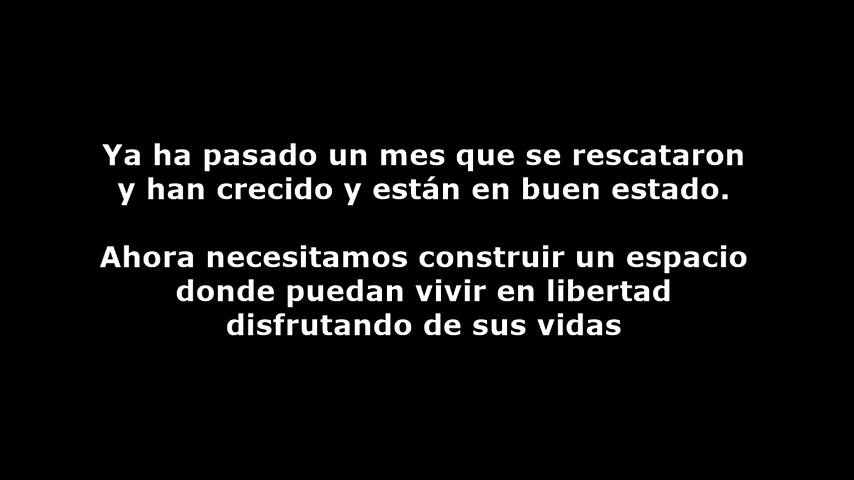 Ya ha pasado un mes que se rescataron
y han crecido y están en buen estado.
Ahora necesitamos construir un espacio
donde puedan vivir en libertad
disfrutando de sus vidas